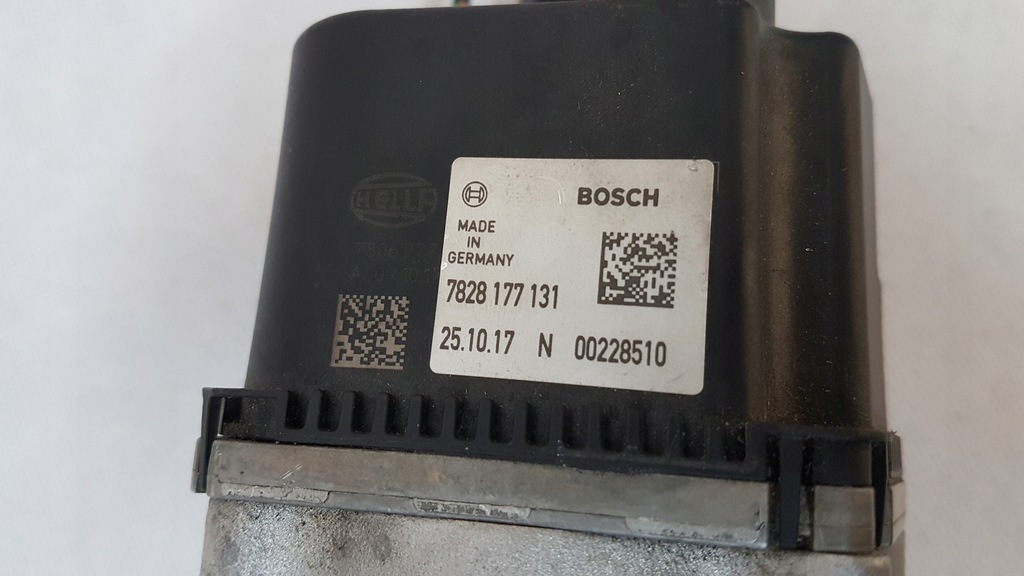 HELLA
BOSCH
MADE
IN
GERMANY
7828 177 131
25.10.17 N 00228510